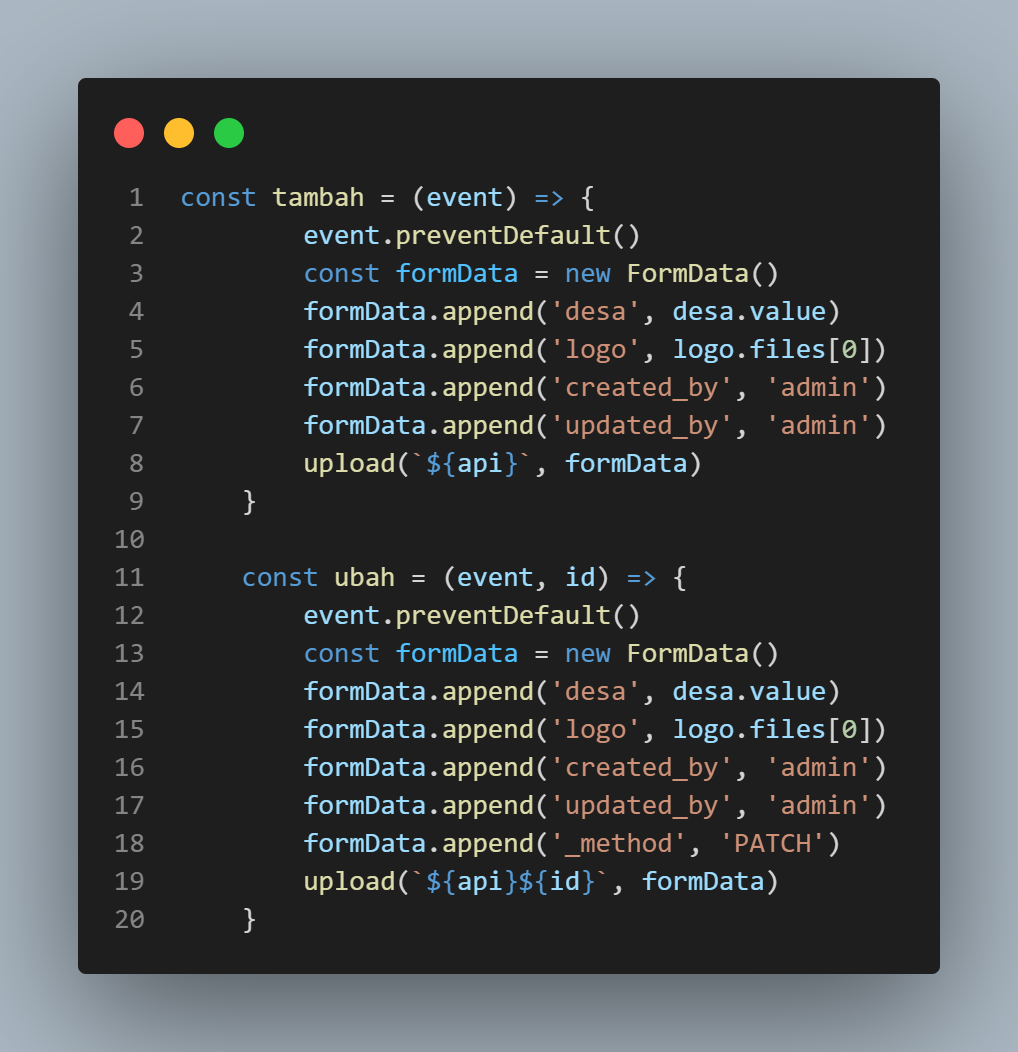 1 const tambah = (event) => {
2 event.preventDefault()
3 const formData = new FormData()
4 formData.append('desa', desa.value)
5 formData.append('logo', logo.files[0])
6 formData.append('created_by', 'admin')
7 formData.append('updated_by', 'admin')
8 upload(`${api}`, formData)
9 }
10
11 const ubah = (event, id) => {
12 event.preventDefault()
13 const formData = new FormData()
14 formData.append('desa', desa.value)
15 formData.append('logo', logo.files[0])
16 formData.append('created_by', 'admin')
17 formData.append('updated_by', 'admin')
18 formData.append('_method', 'PATCH')
19 upload(`${api}${id}`, formData)
20 }